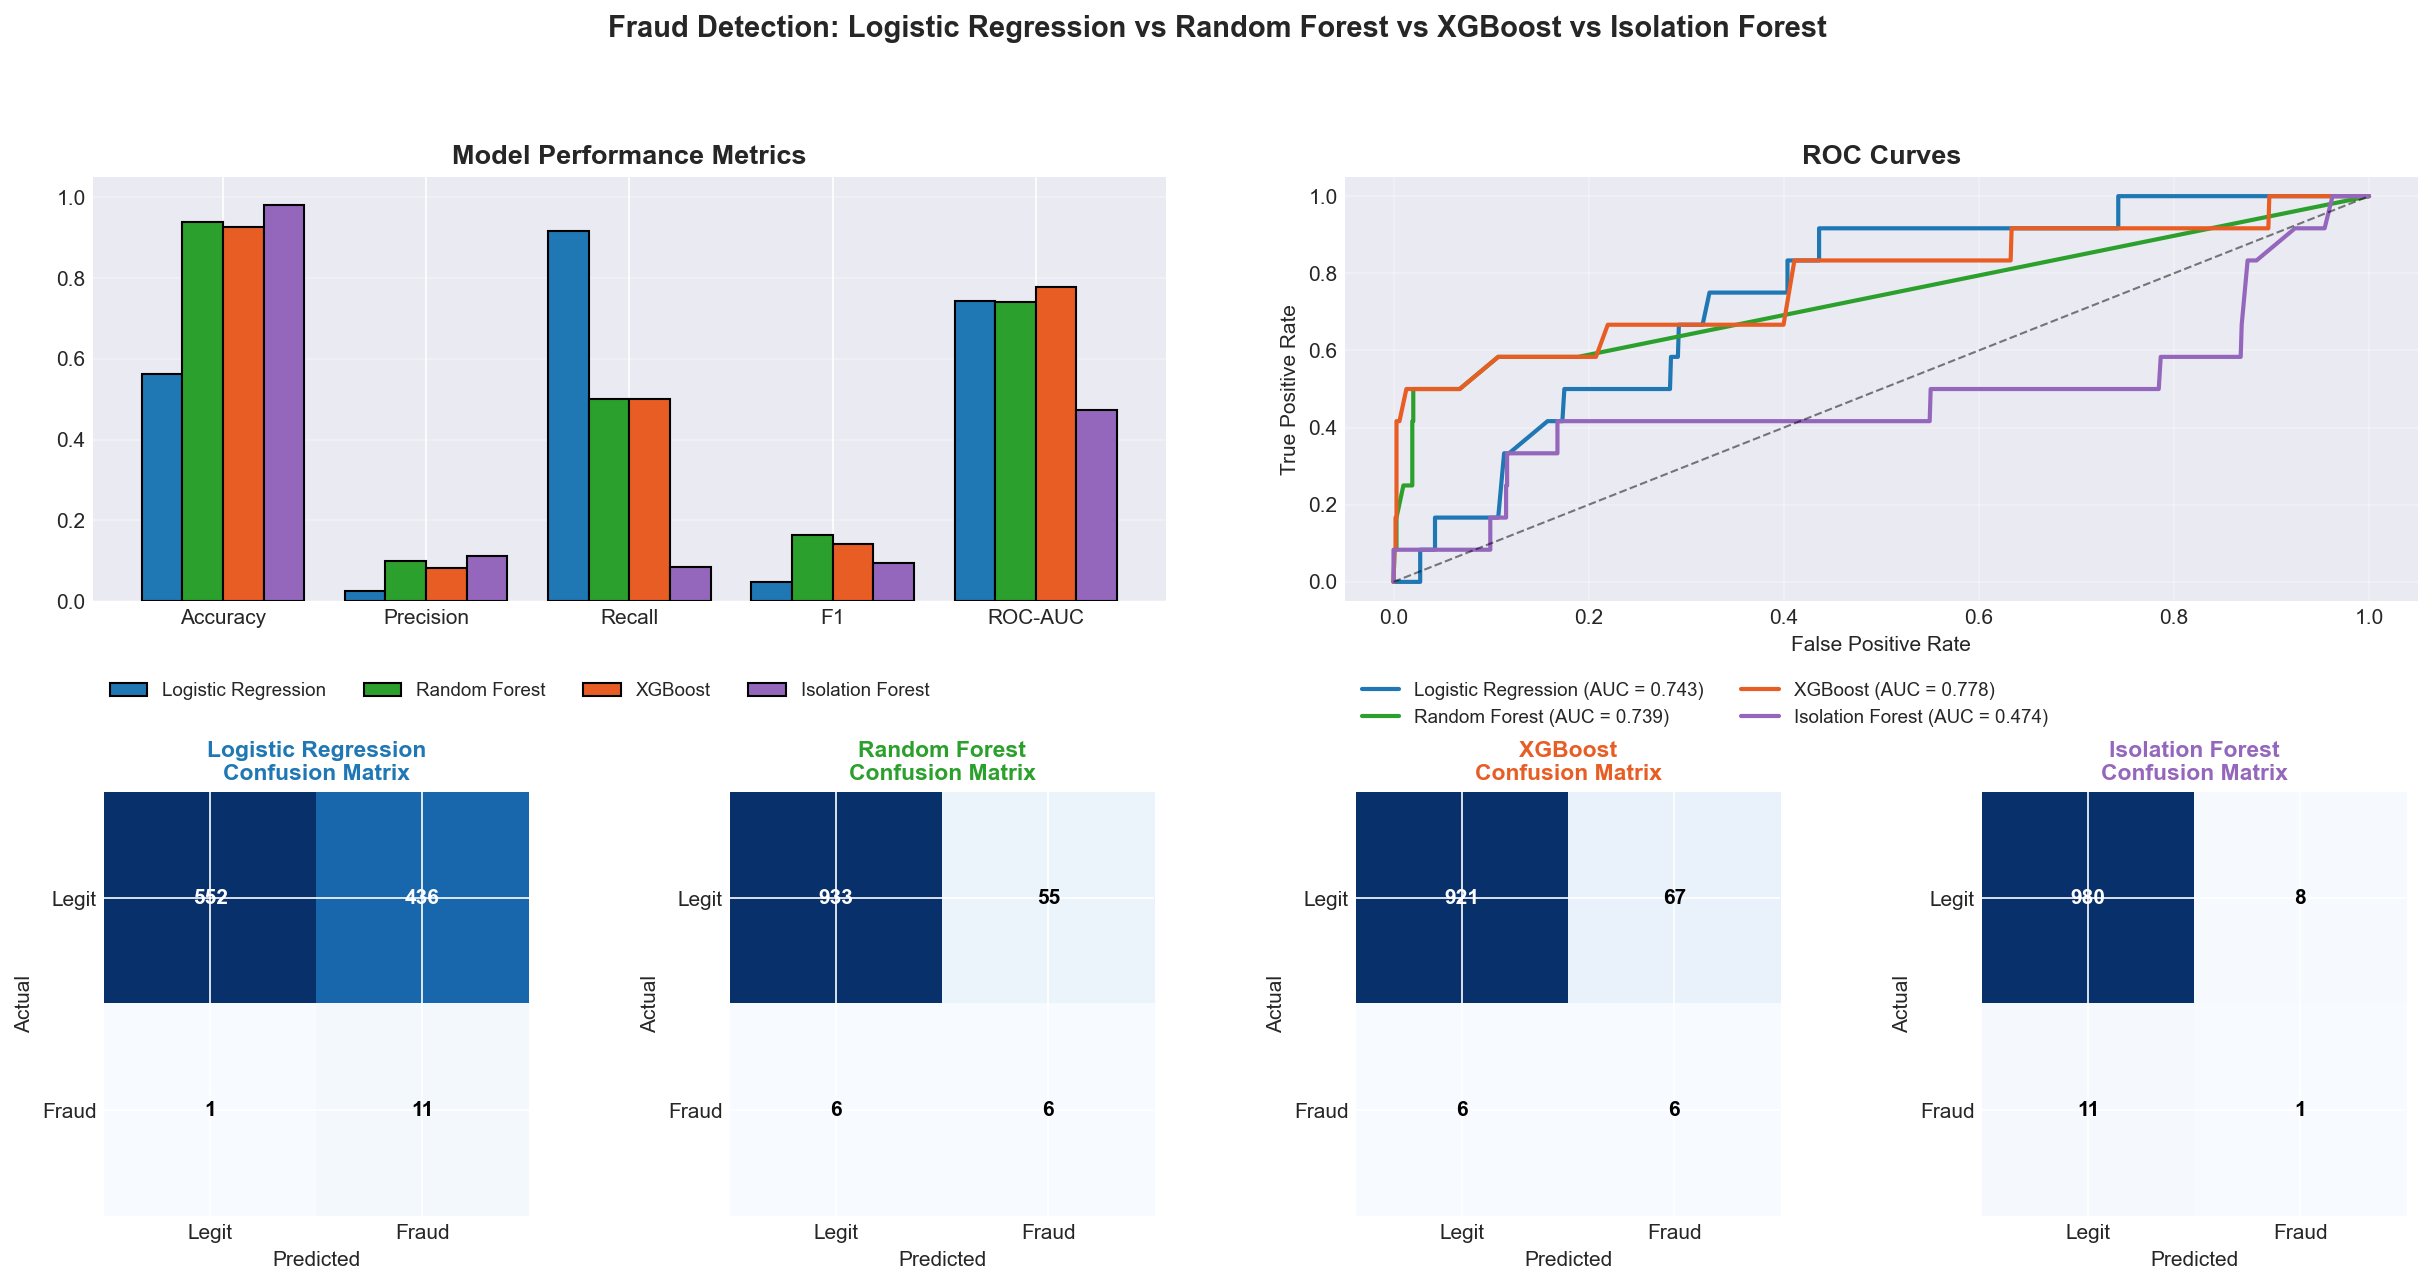 Fraud Detection: Logistic Regression vs Random Forest vs XGBoost vs Isolation Forest
Model Performance Metrics
1.0
0.8
0.6
0.4
0.2
0.0
Accuracy Precision Recall F1 ROC-AUC
Logistic Regression Random Forest XGBoost Isolation Forest
ROC Curves
True Positive Rate
1.0
0.8
0.6
0.4
0.2
0.0
0.0 0.2 0.4 0.6 0.8 1.0
False Positive Rate
Logistic Regression (AUC = 0.743) XGBoost (AUC = 0.778)
Random Forest (AUC = 0.739) Isolation Forest (AUC = 0.474)
Logistic Regression
Confusion Matrix
Actual
Legit 552 436
Fraud 1 11
Legit Fraud
Predicted
Random Forest
Confusion Matrix
Actual
Legit 933 55
Fraud 6 6
Legit Fraud
Predicted
XGBoost
Confusion Matrix
Actual
Legit 921 67
Fraud 6 6
Legit Fraud
Predicted
Isolation Forest
Confusion Matrix
Actual
Legit 980 8
Fraud 11 1
Legit Fraud
Predicted